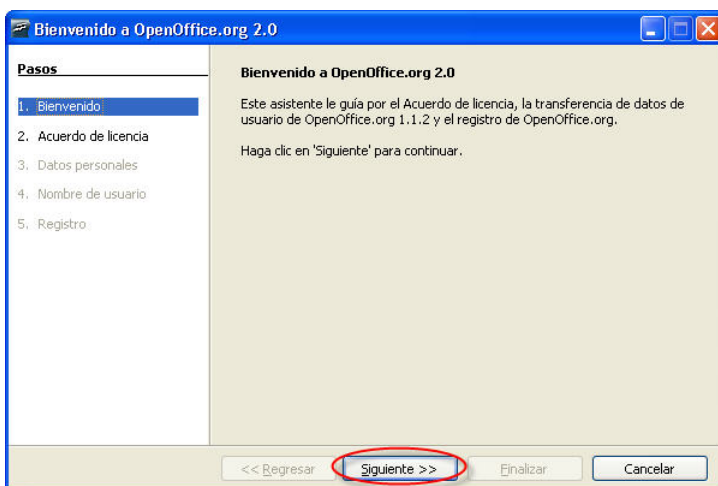 Bienvenido a OpenOffice.org 2.0
Pasos
1. Bienvenido
2. Acuerdo de licencia
3. Datos personales
4. Nombre de usuario
5. Registro
Bienvenido a OpenOffice.org 2.0
Este asistente le guía por el Acuerdo de licencia, la transferencia de datos de
usuario de OpenOffice.org 1.1.2 y el registro de OpenOffice.org.
Haga clic en 'Siguiente' para continuar.
<< Regresar
Siguiente >>
Finalizar
Cancelar